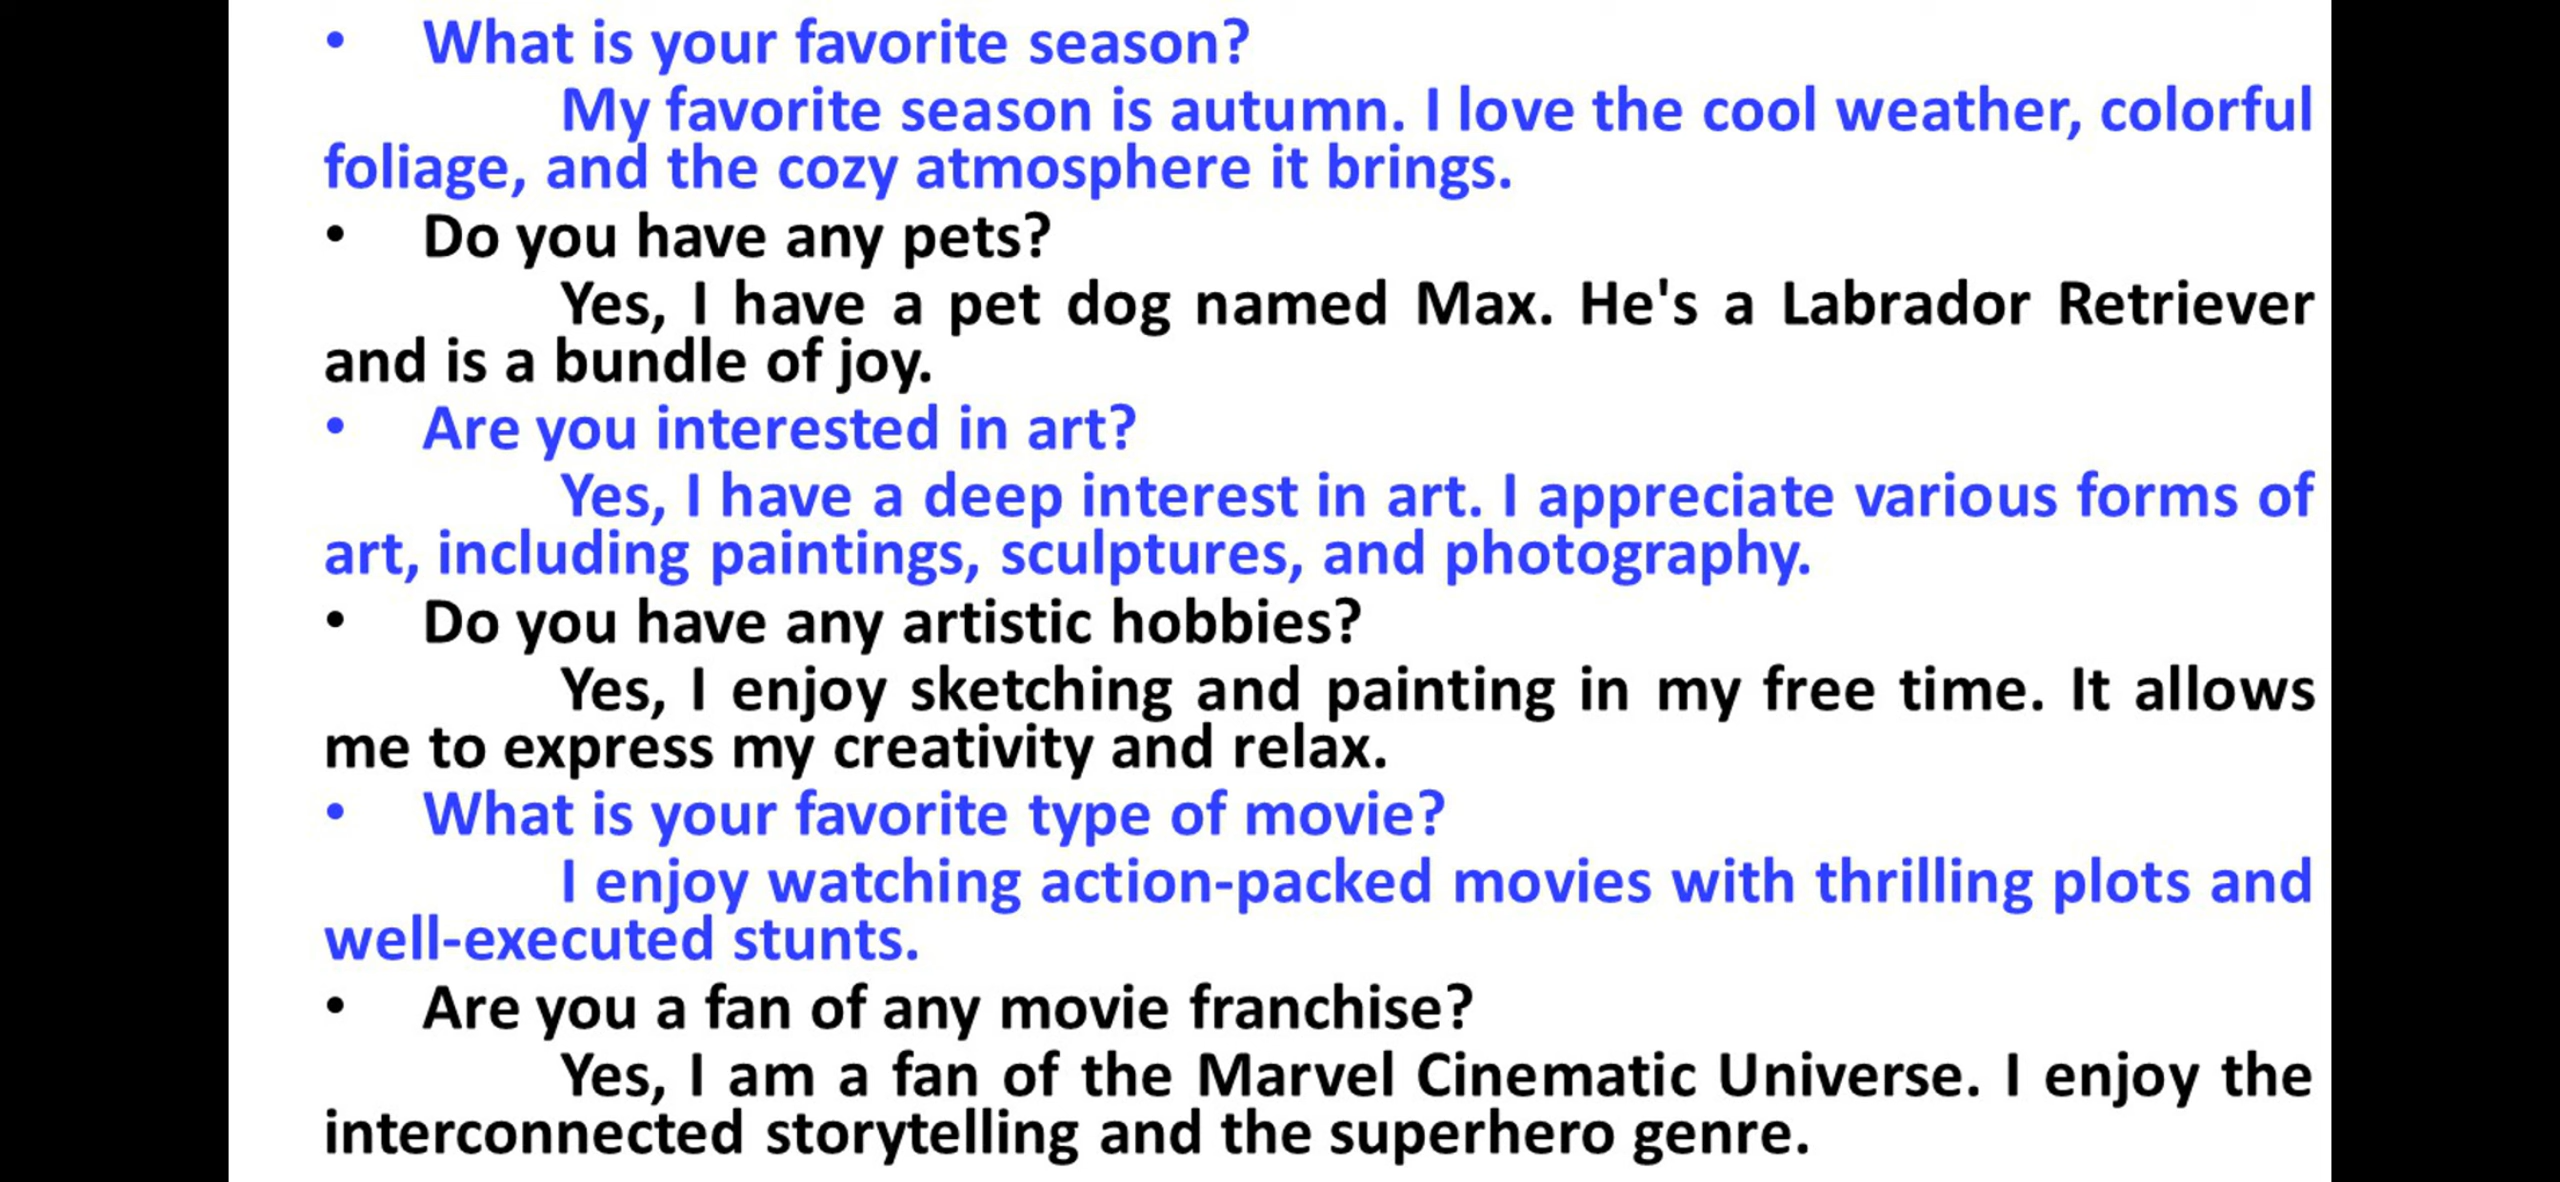 • What is your favorite season?
My favorite season is autumn. I love the cool weather, colorful
foliage, and the cozy atmosphere it brings.
• Do you have any pets?
Yes, I have a pet dog named Max. He's a Labrador Retriever
and is a bundle of joy.
• Are you interested in art?
Yes, I have a deep interest in art. I appreciate various forms of
art, including paintings, sculptures, and photography.
• Do you have any artistic hobbies?
Yes, I enjoy sketching and painting in my free time. It allows
me to express my creativity and relax.
• What is your favorite type of movie?
I enjoy watching action-packed movies with thrilling plots and
well-executed stunts.
• Are you a fan of any movie franchise?
Yes, I am a fan of the Marvel Cinematic Universe. I enjoy the
interconnected storytelling and the superhero genre.